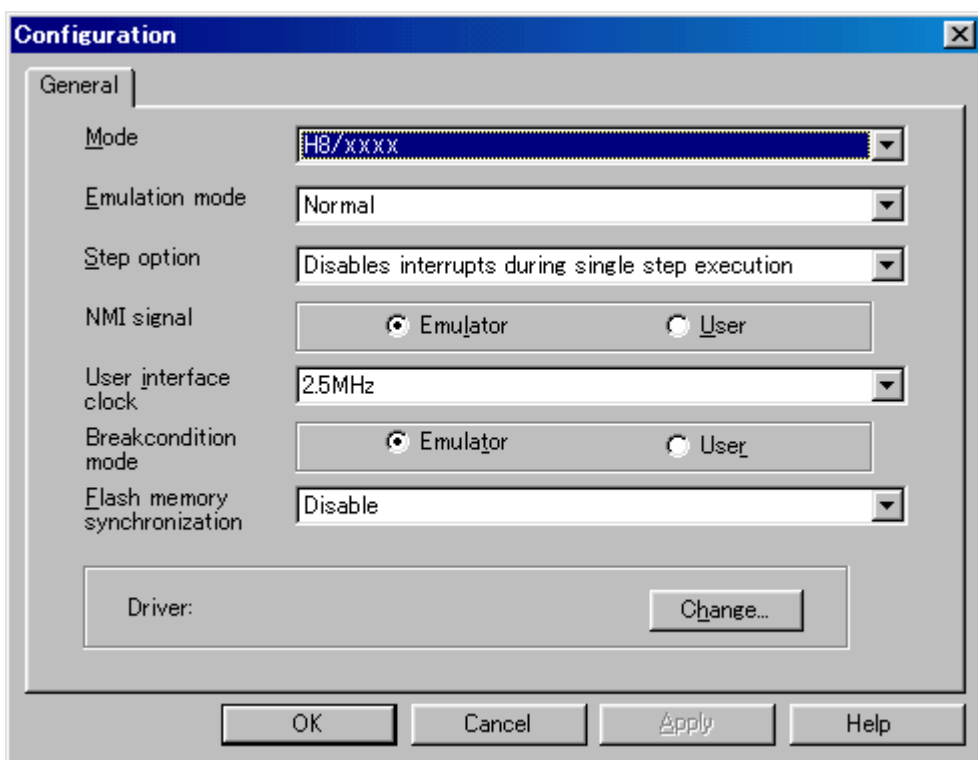 Configuration
General
Mode
H8/xxxx
Emulation mode
Normal
Step option
Disables interrupts during single step execution
NMI signal
Emulator
User
User interface
clock
2.5MHz
Breakcondition
mode
Emulator
User
Flash memory
synchronization
Disable
Driver:
Change...
OK
Cancel
Apply
Help